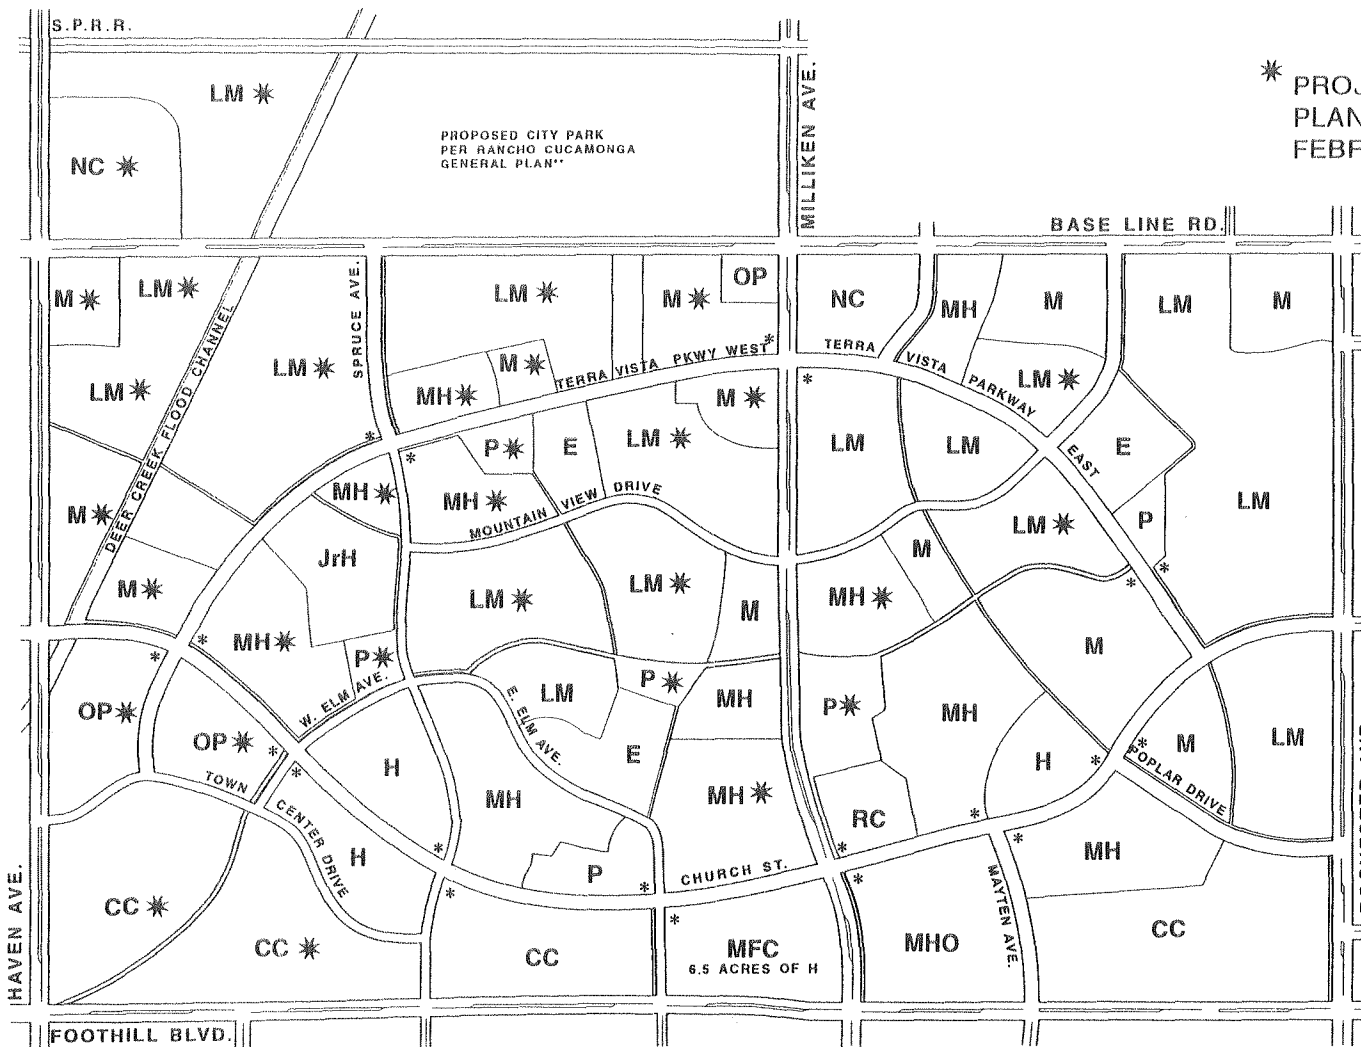 S.P.R.R.
LM
MILLIKEN AVE.
PROPOSED CITY PARK
PER RANCHO CUCAMONGA
GENERAL PLAN**
NC
BASE LINE RD.
M
LM
SPRUCE AVE.
LM
M
OP
NC
MH
M
LM
M
DEER CREEK FLOOD CHANNEL
LM
LM
MH
M
TERRA VISTA PKWY WEST
TERRA VISTA PARKWAY EAST
LM
M
P
E
LM
LM
LM
E
LM
MH
MH
MOUNTAIN VIEW DRIVE
M
JrH
M
LM
P
M
LM
LM
M
MH
MH
P
W. ELM AVE.
LM
P
MH
P
MH
M
OP
OP
E. ELM AVE.
E
H
M
LM
POPLAR DRIVE
TOWN CENTER DRIVE
H
MH
MH
RC
MH
H
P
CHURCH ST.
MAYTEN AVE.
HAVEN AVE.
CC
CC
CC
MFC
6.5 ACRES OF H
MHO
CC
FOOTHILL BLVD.